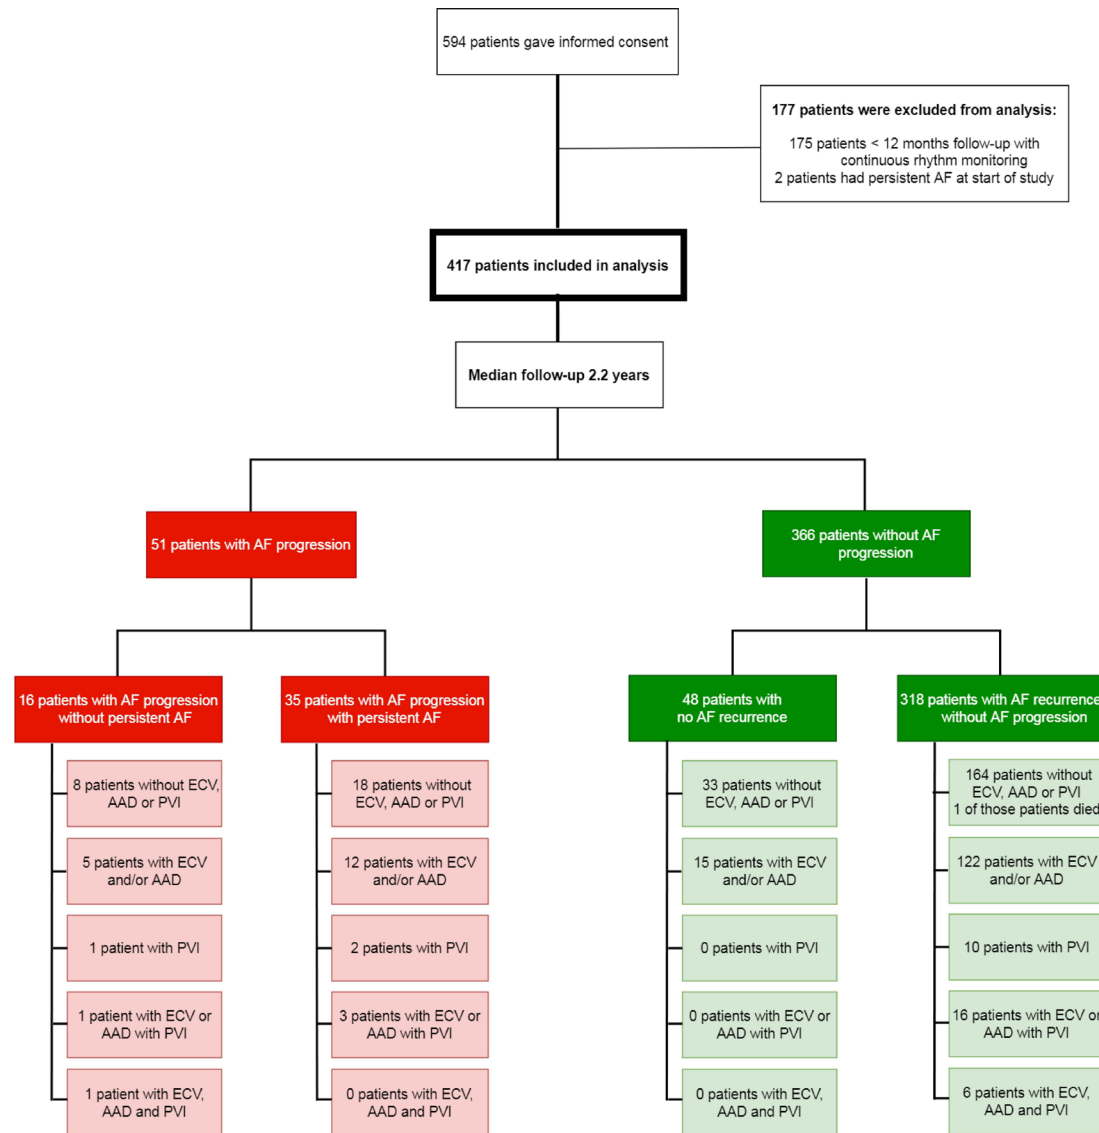 594 patients gave informed consent
177 patients were excluded from analysis:
175 patients < 12 months follow-up with
continuous rhythm monitoring
2 patients had persistent AF at start of study
417 patients included in analysis
Median follow-up 2.2 years
51 patients with AF progression
366 patients without AF
progression
16 patients with AF progression
without persistent AF
35 patients with AF progression
with persistent AF
48 patients with
no AF recurrence
318 patients with AF recurrence
without AF progression
8 patients without ECV,
AAD or PVI
5 patients with ECV
and/or AAD
1 patient with PVI
1 patient with ECV or
AAD with PVI
1 patient with ECV,
AAD and PVI
18 patients without
ECV, AAD or PVI
12 patients with ECV
and/or AAD
2 patients with PVI
3 patients with ECV or
AAD with PVI
0 patients with ECV,
AAD and PVI
33 patients without
ECV, AAD or PVI
15 patients with ECV
and/or AAD
0 patients with PVI
0 patients with ECV or
AAD with PVI
0 patients with ECV,
AAD and PVI
164 patients without
ECV, AAD or PVI
1 of those patients died
122 patients with ECV
and/or AAD
10 patients with PVI
16 patients with ECV or
AAD with PVI
6 patients with ECV,
AAD and PVI